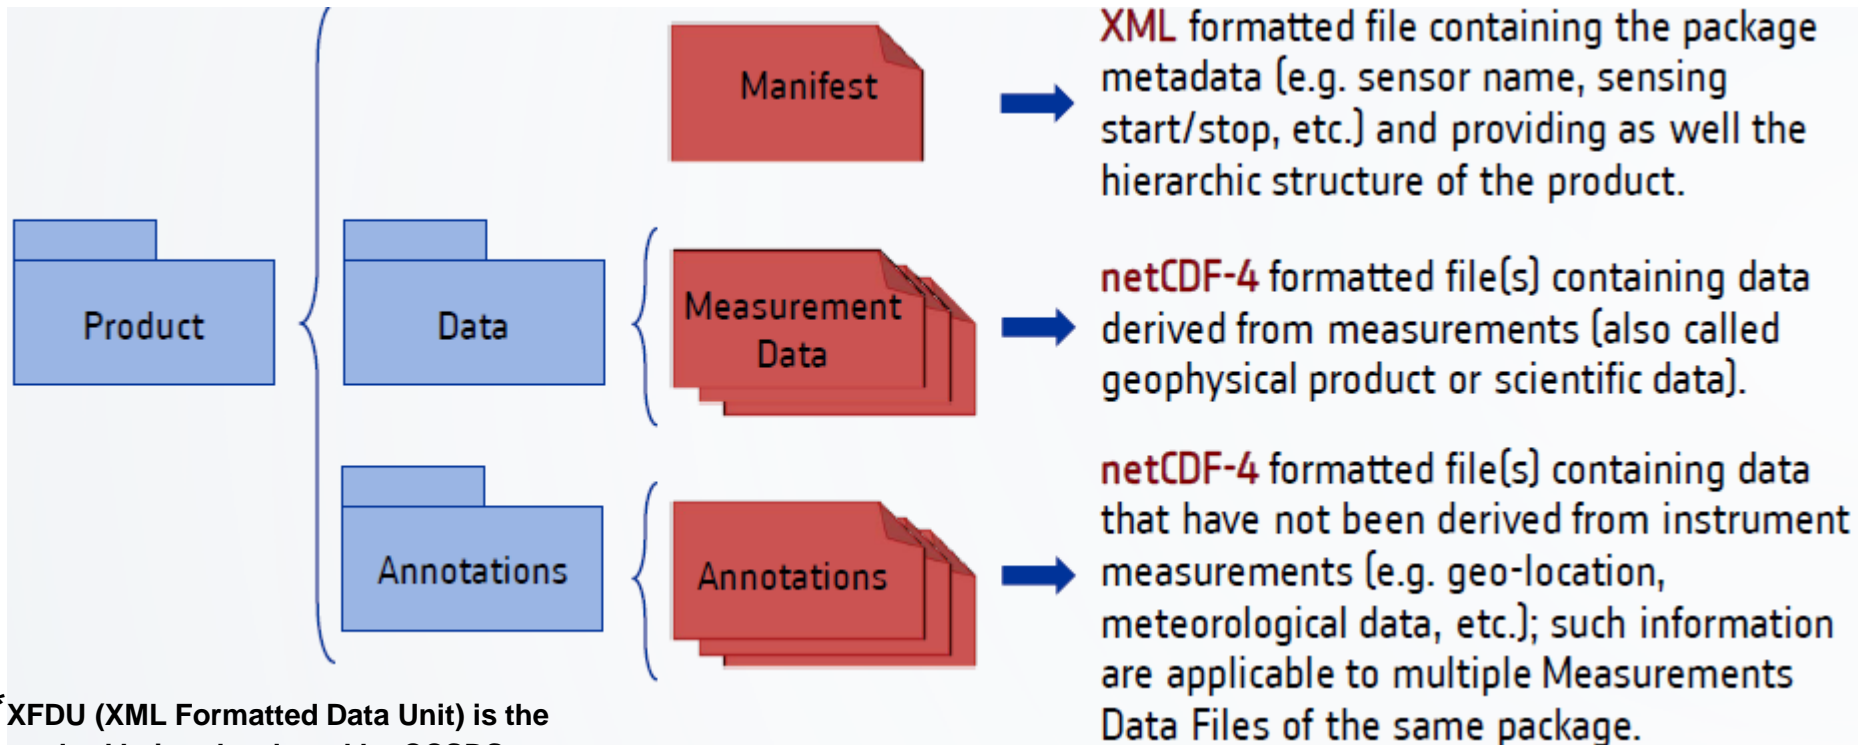 Manifest
XML formatted file containing the package
metadata (e.g. sensor name, sensing
start/stop, etc.) and providing as well the
hierarchic structure of the product.
Product
Data
Measurement
Data
netCDF-4 formatted file(s) containing data
derived from measurements (also called
geophysical product or scientific data).
Annotations
Annotations
netCDF-4 formatted file(s) containing data
that have not been derived from instrument
measurements (e.g. geo-location,
meteorological data, etc.); such information
are applicable to multiple Measurements
Data Files of the same package.
*XFDU (XML Formatted Data Unit) is the